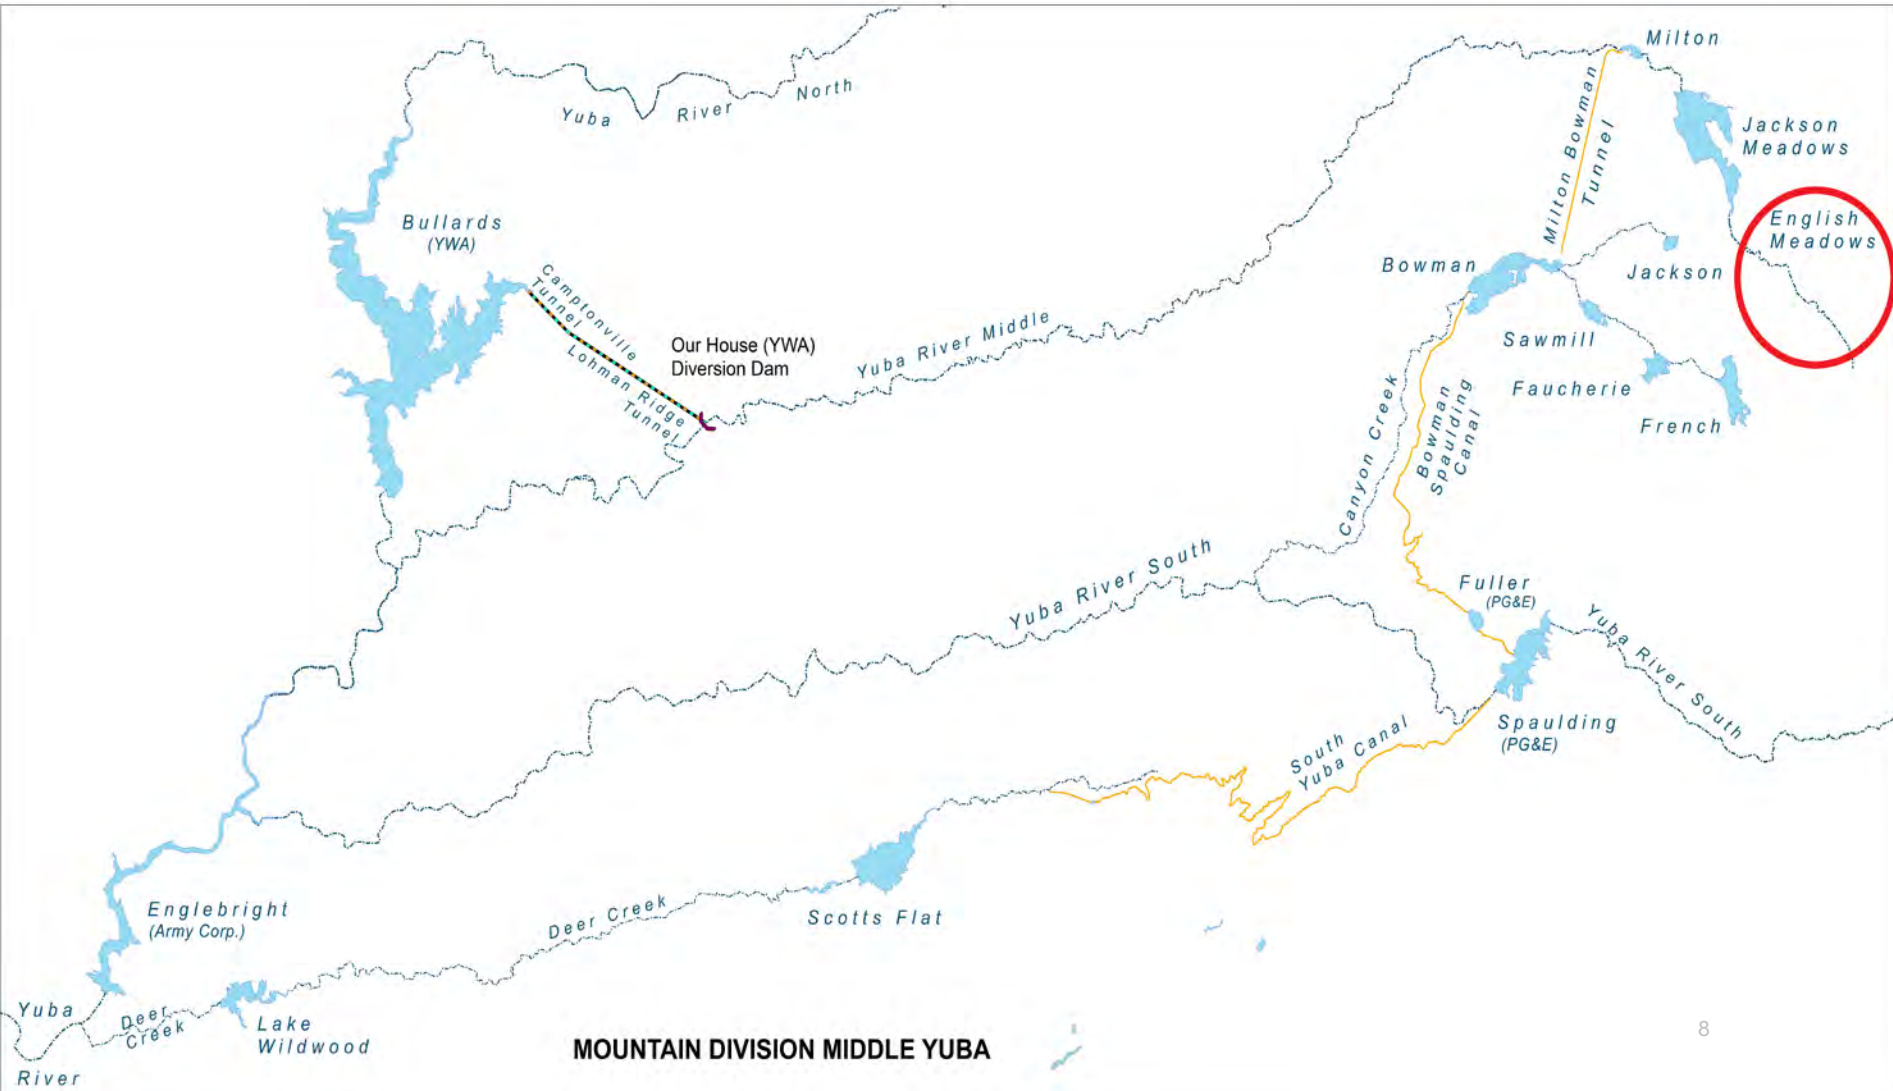 Milton
Yuba River North
Milton Bowman
Tunnel
Jackson
Meadows
English
Meadows
Bullards
(YWA)
Bowman
Jackson
Camptonville
Tunnel
Lohman Ridge
Tunnel
Our House (YWA)
Diversion Dam
Yuba River Middle
Sawmill
Faucherie
French
Canyon Creek
Bowman
Spaulding
Canal
Yuba River South
Fuller
(PG&E)
Yuba River South
Spaulding
(PG&E)
South
Yuba Canal
Scotts Flat
Deer Creek
Englebright
(Army Corp.)
Yuba
River
Deer
Creek
Lake
Wildwood
MOUNTAIN DIVISION MIDDLE YUBA
8